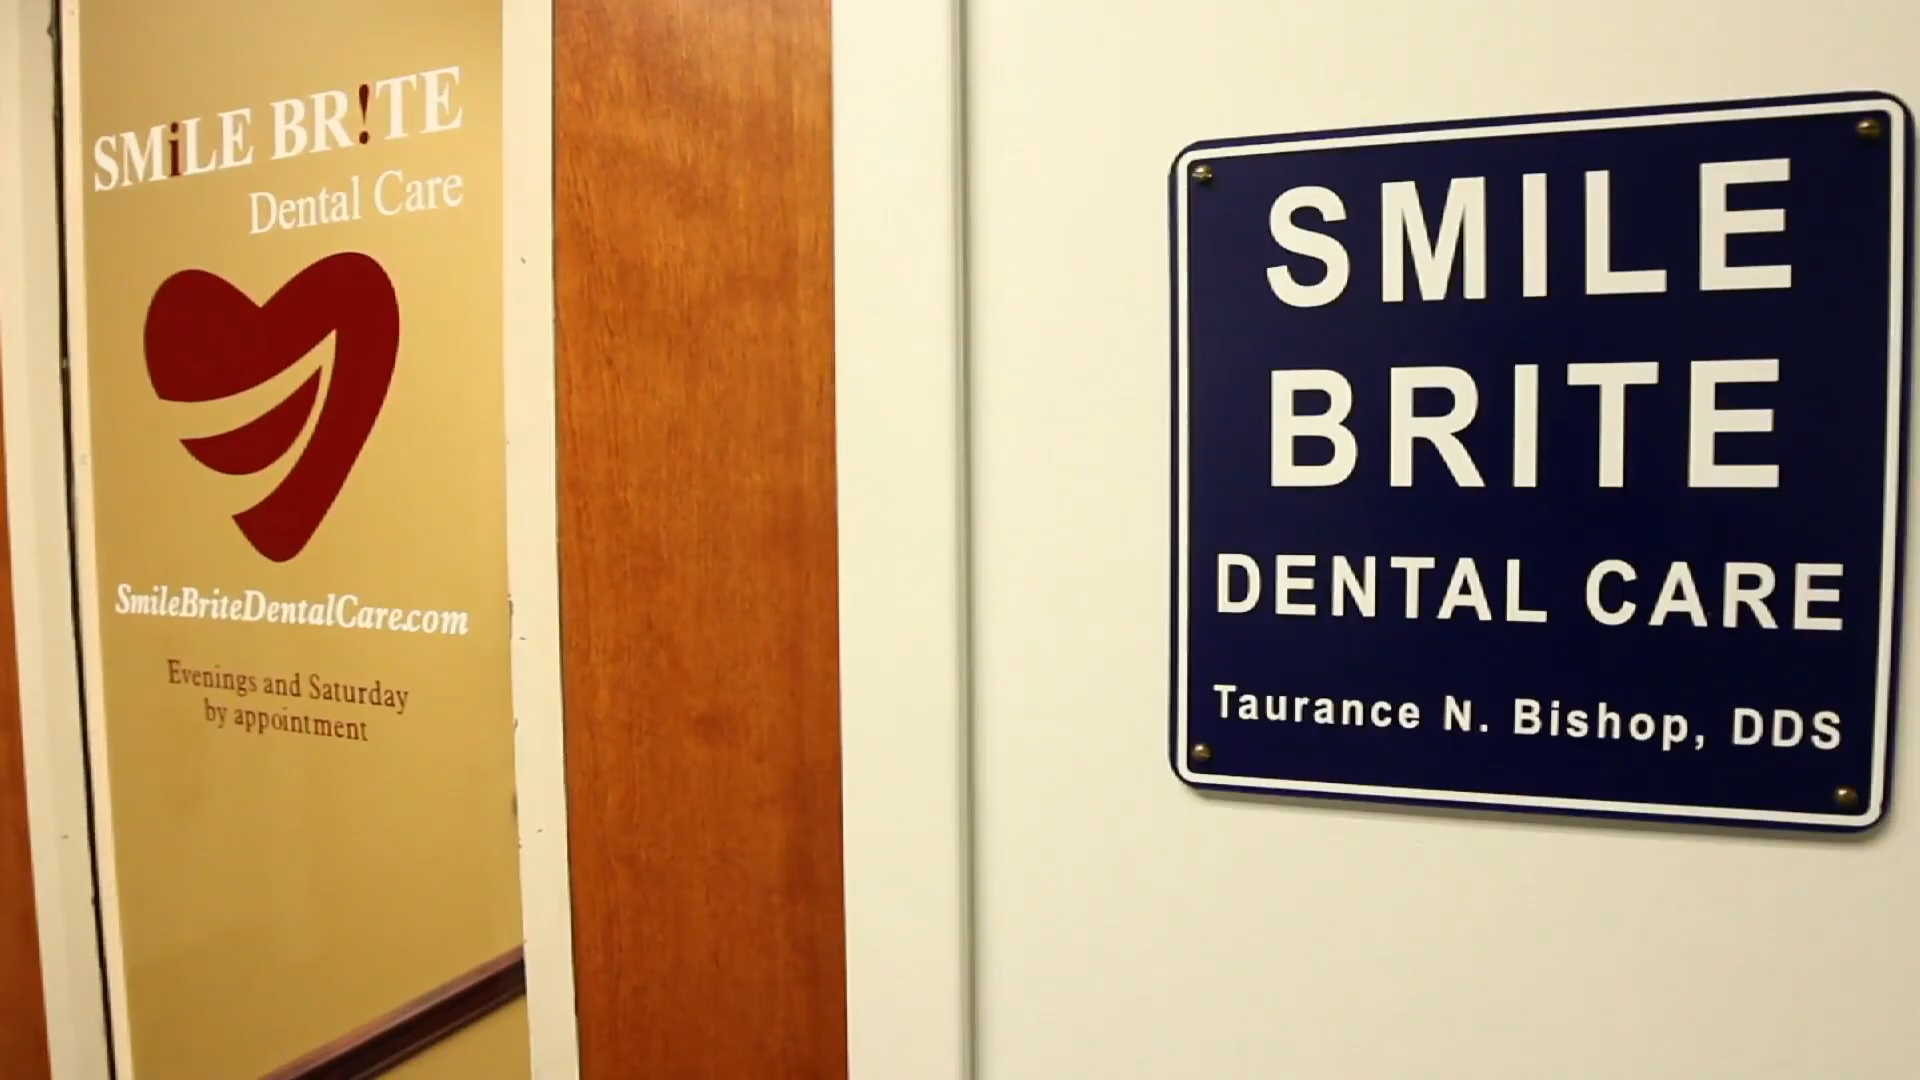 SMiLE BR!TE
Dental Care
SmileBriteDentalCare.com
Evenings and Saturday
by appointment
SMILE
BRITE
DENTAL CARE
Taurance N. Bishop, DDS